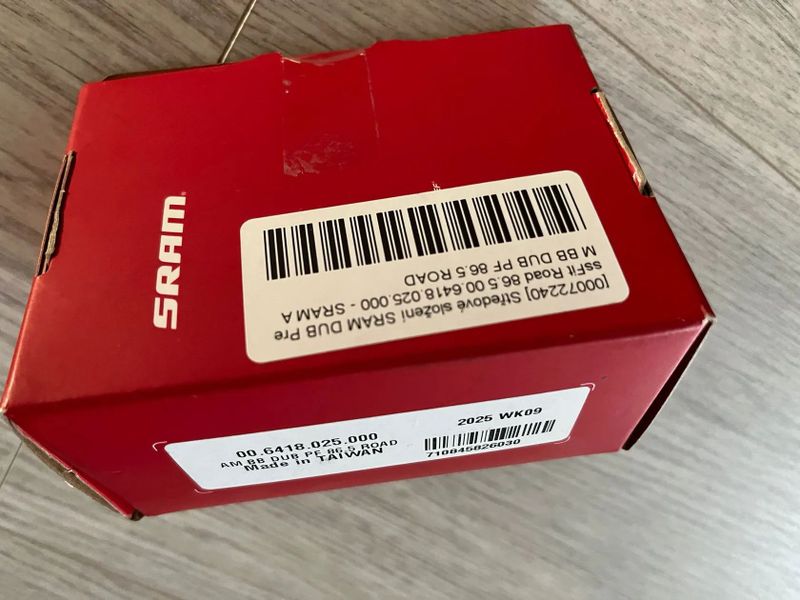 SRAM
[00072240] Středové složení SRAM DUB Pre
ssFit Road 86.5 00.6418.025.000 - SRAM A
M BB DUB PF 86.5 ROAD
00.6418.025.000
AM BB DUB PF 86.5 ROAD
Made in TAIWAN
2025 WK09
710845826030